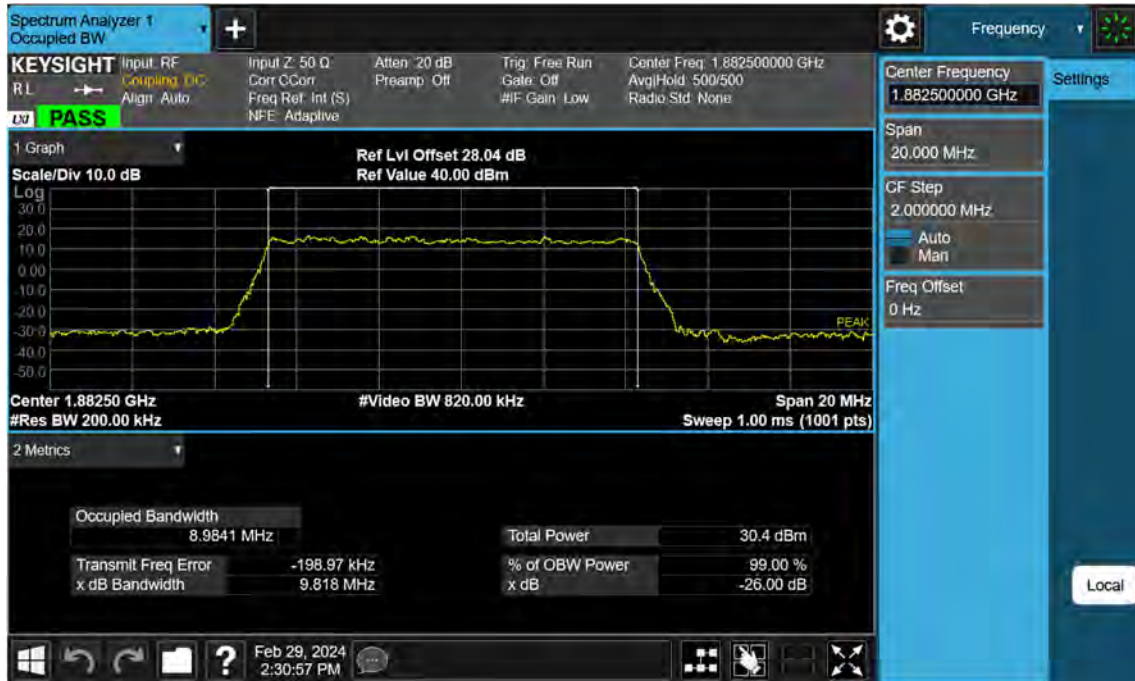 Spectrum Analyzer 1
Occupied BW
+
Frequency
KEYSIGHT Input: RF Input Z: 50 Ω Atten: 20 dB Trig: Free Run Center Freq: 1.882500000 GHz
RL Coupling: DC Corr CCorr Preamp: Off Gate: Off Avg|Hold: 500/500
Align: Auto Freq Ref: Int (S) #IF Gain: Low Radio Std: None
LXI PASS NFE: Adaptive
Center Frequency
1.882500000 GHz
Settings
Span
20.000 MHz
CF Step
2.000000 MHz
Auto
Man
Freq Offset
0 Hz
1 Graph
Ref Lvl Offset 28.04 dB
Scale/Div 10.0 dB Ref Value 40.00 dBm
Log
30.0
20.0
10.0
0.00
-10.0
-20.0
-30.0
PEAK
-40.0
-50.0
Center 1.88250 GHz #Video BW 820.00 kHz Span 20 MHz
#Res BW 200.00 kHz Sweep 1.00 ms (1001 pts)
2 Metrics
Occupied Bandwidth
8.9841 MHz Total Power 30.4 dBm
Transmit Freq Error -198.97 kHz % of OBW Power 99.00 %
x dB Bandwidth 9.818 MHz x dB -26.00 dB
Local
? Feb 29, 2024
2:30:57 PM